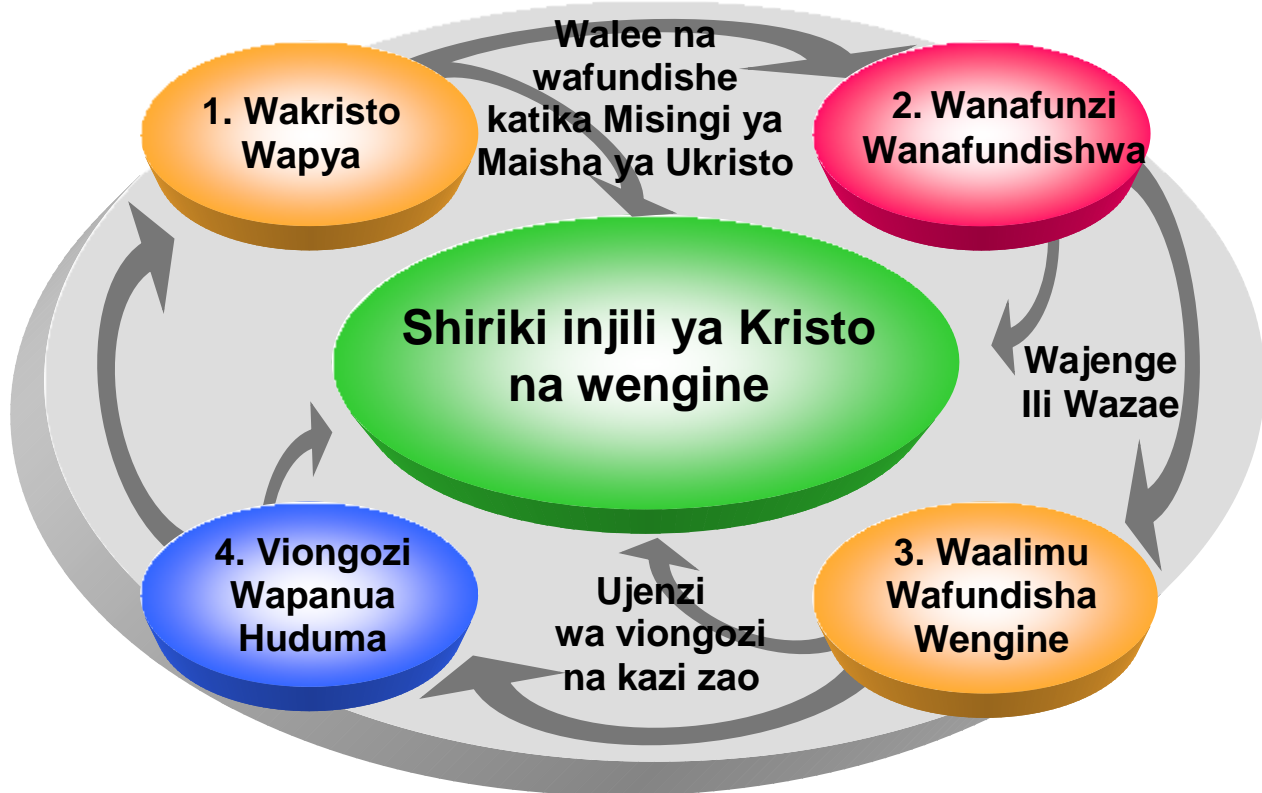 1. Wakristo
Wapya
Walee na
wafundishe
katika Misingi ya
Maisha ya Ukristo
2. Wanafunzi
Wanafundishwa
Shiriki injili ya Kristo
na wengine
Wajenge
Ili Wazae
3. Waalimu
Wafundisha
Wengine
Ujenzi
wa viongozi
na kazi zao
4. Viongozi
Wapanua
Huduma